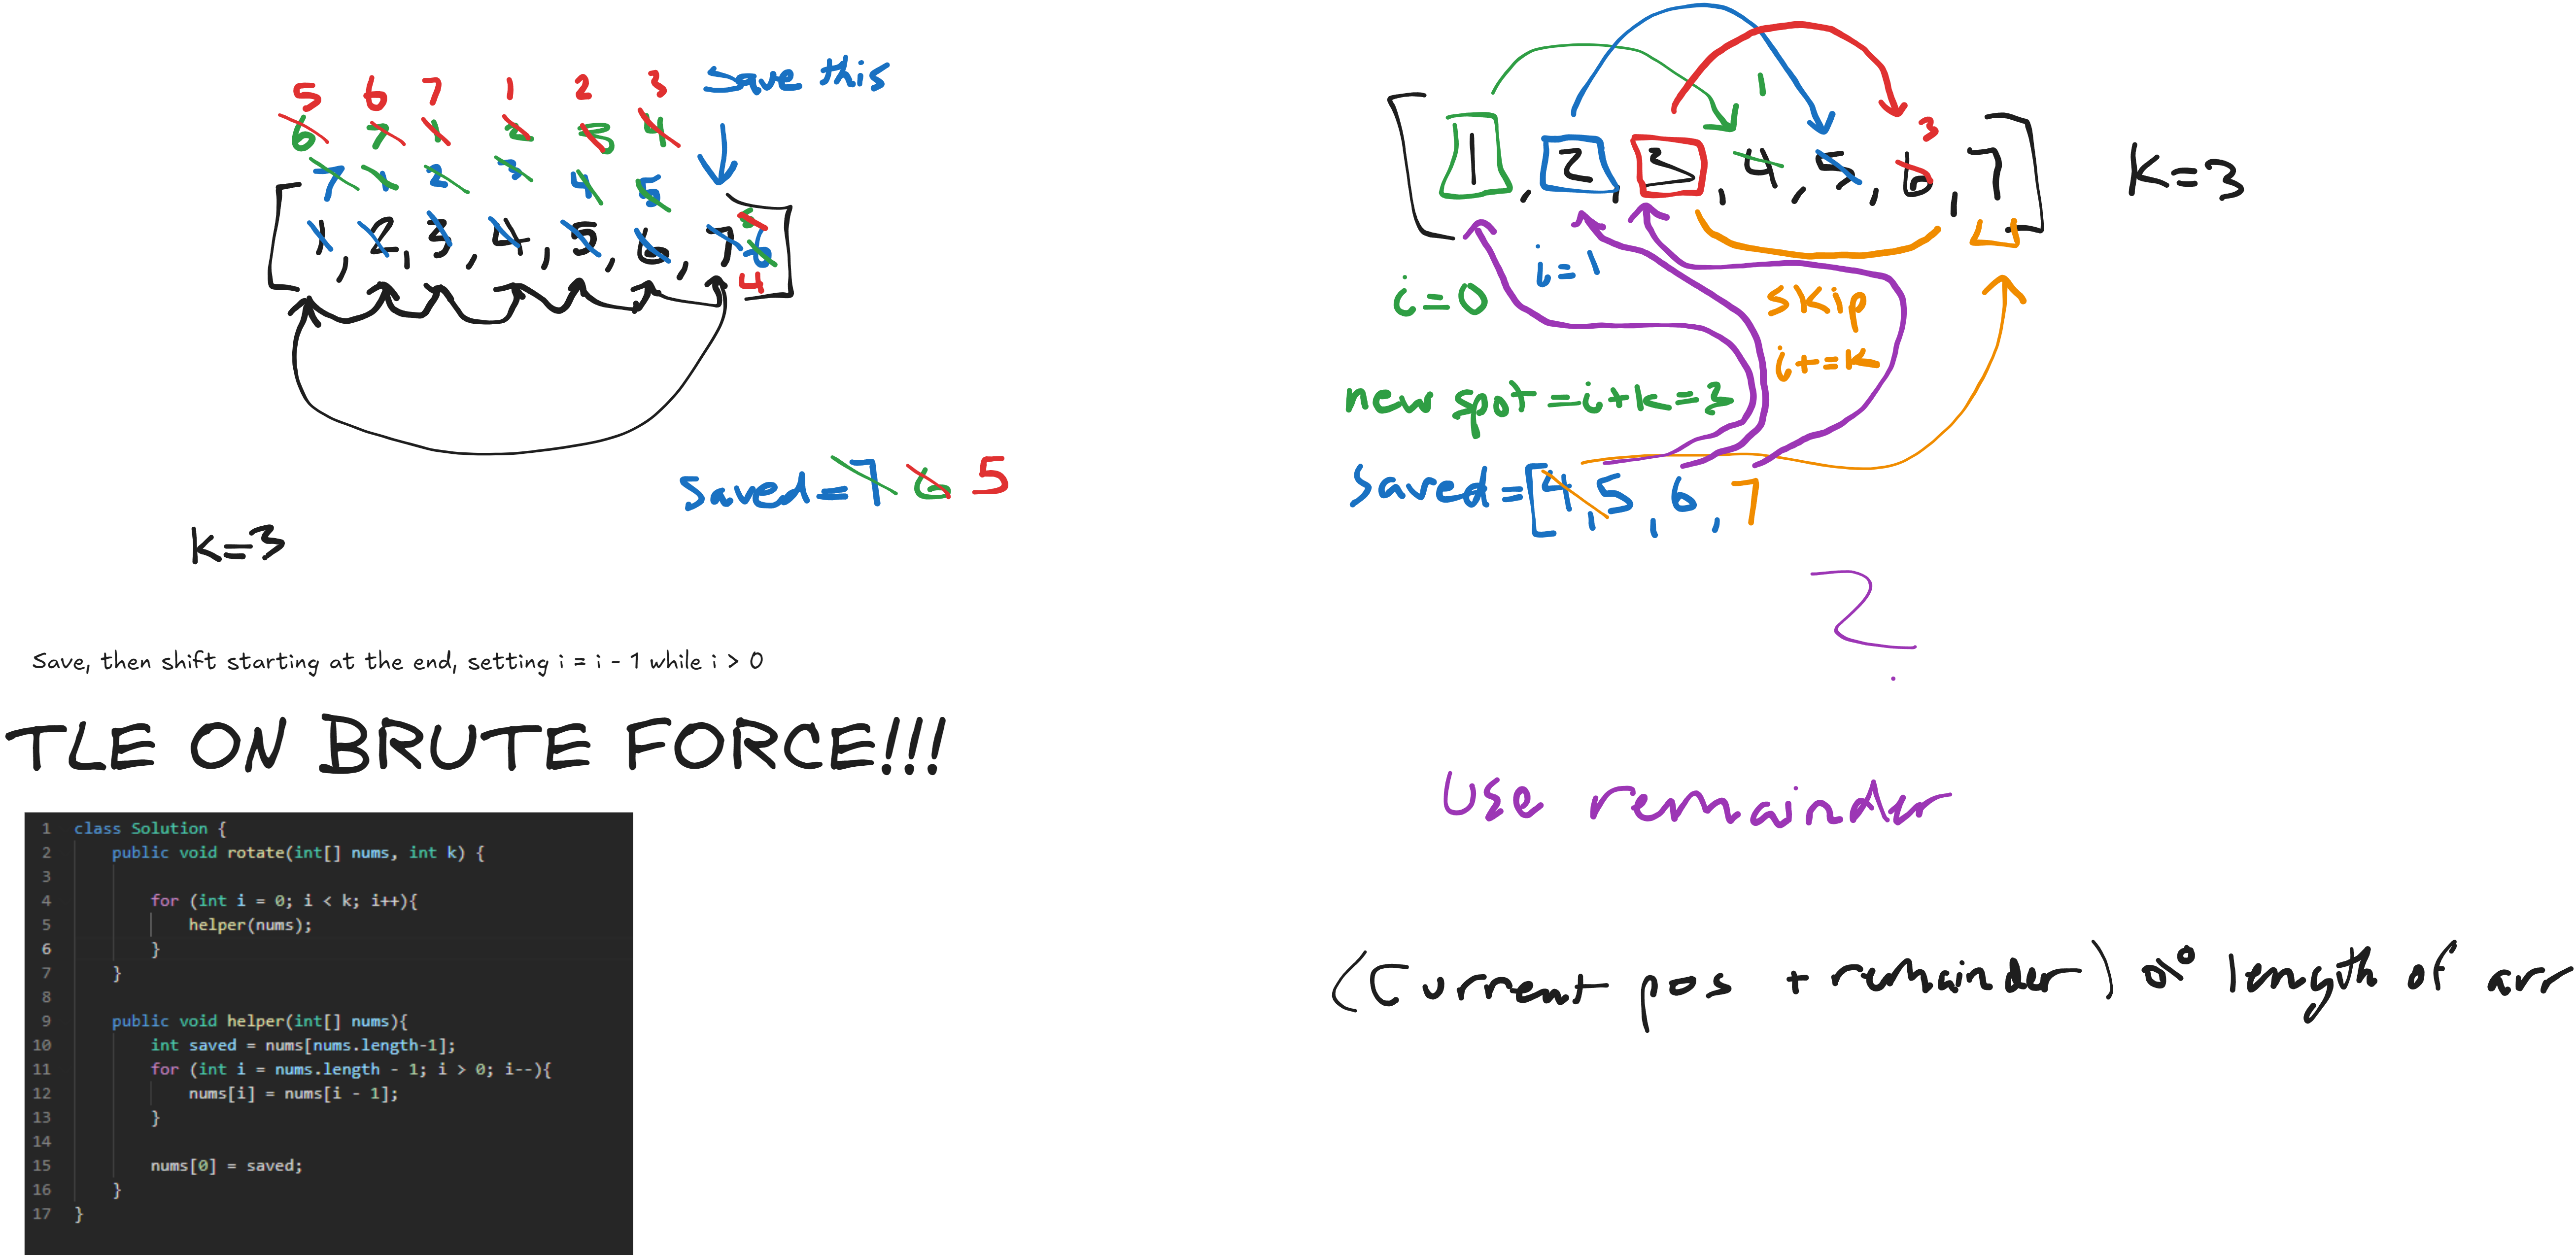 5 6 7 1 2 3
6 7 1 2 3 4
7 1 2 3 4 5
[1, 2, 3, 4, 5, 6, 7]
5
6
4
save this
saved = 7 6 5
K=3
Save, then shift starting at the end, setting i = i - 1 while i > 0
TLE ON BRUTE FORCE!!!
1 class Solution {
2 public void rotate(int[] nums, int k) {
3
4 for (int i = 0; i < k; i++){
5 helper(nums);
6 }
7 }
8
9 public void helper(int[] nums){
10 int saved = nums[nums.length-1];
11 for (int i = nums.length - 1; i > 0; i--){
12 nums[i] = nums[i - 1];
13 }
14
15 nums[0] = saved;
16 }
17 }
1
3
[1, 2, 3, 4, 5, 6, 7]
K=3
i=0
i=1
skip
i+=K
new spot = i+k=3
saved = [4, 5, 6, 7
?
Use remainder
(Current pos + remainder) % length of arr